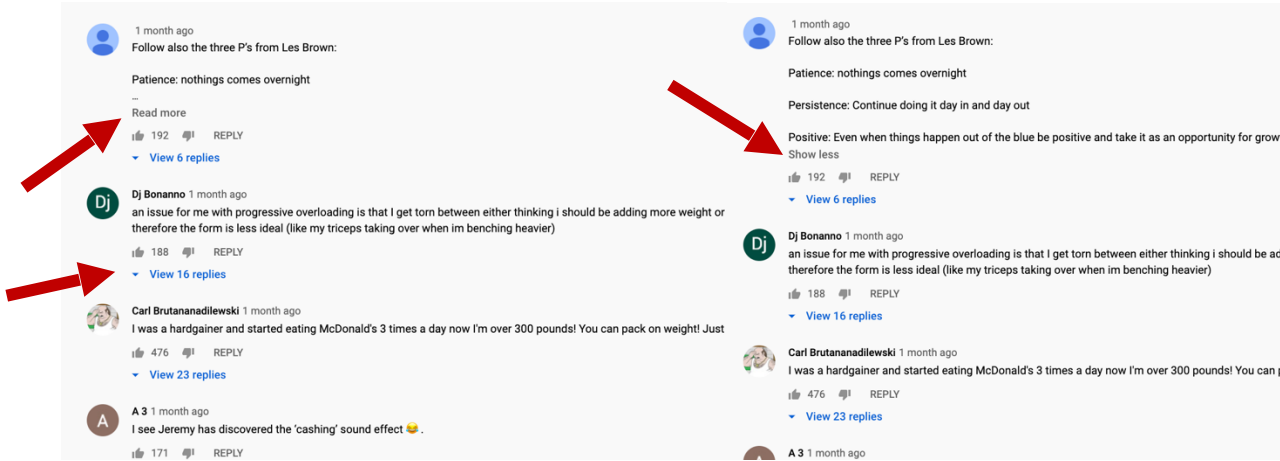 1 month ago
Follow also the three P's from Les Brown:
Patience: nothings comes overnight
...
Read more
192 REPLY
View 6 replies
Dj
Dj Bonanno 1 month ago
an issue for me with progressive overloading is that I get torn between either thinking i should be adding more weight or
therefore the form is less ideal (like my triceps taking over when im benching heavier)
188 REPLY
View 16 replies
Carl Brutananadilewski 1 month ago
I was a hardgainer and started eating McDonald's 3 times a day now I'm over 300 pounds! You can pack on weight! Just
476 REPLY
View 23 replies
A
A 3 1 month ago
I see Jeremy has discovered the 'cashing' sound effect 😂 .
171 REPLY
1 month ago
Follow also the three P's from Les Brown:
Patience: nothings comes overnight
Persistence: Continue doing it day in and day out
Positive: Even when things happen out of the blue be positive and take it as an opportunity for grow
Show less
192 REPLY
View 6 replies
Dj
Dj Bonanno 1 month ago
an issue for me with progressive overloading is that I get torn between either thinking i should be ad
therefore the form is less ideal (like my triceps taking over when im benching heavier)
188 REPLY
View 16 replies
Carl Brutananadilewski 1 month ago
I was a hardgainer and started eating McDonald's 3 times a day now I'm over 300 pounds! You can
476 REPLY
View 23 replies
A
A 3 1 month ago